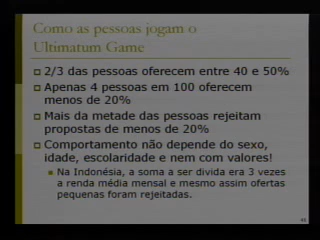 Como as pessoas jogam o
Ultimatum Game
2/3 das pessoas oferecem entre 40 e 50%
Apenas 4 pessoas em 100 oferecem
menos de 20%
Mais da metade das pessoas rejeitam
propostas de menos de 20%
Comportamento não depende do sexo,
idade, escolaridade e nem com valores!
Na Indonésia, a soma a ser divida era 3 vezes
a renda média mensal e mesmo assim ofertas
pequenas foram rejeitadas.